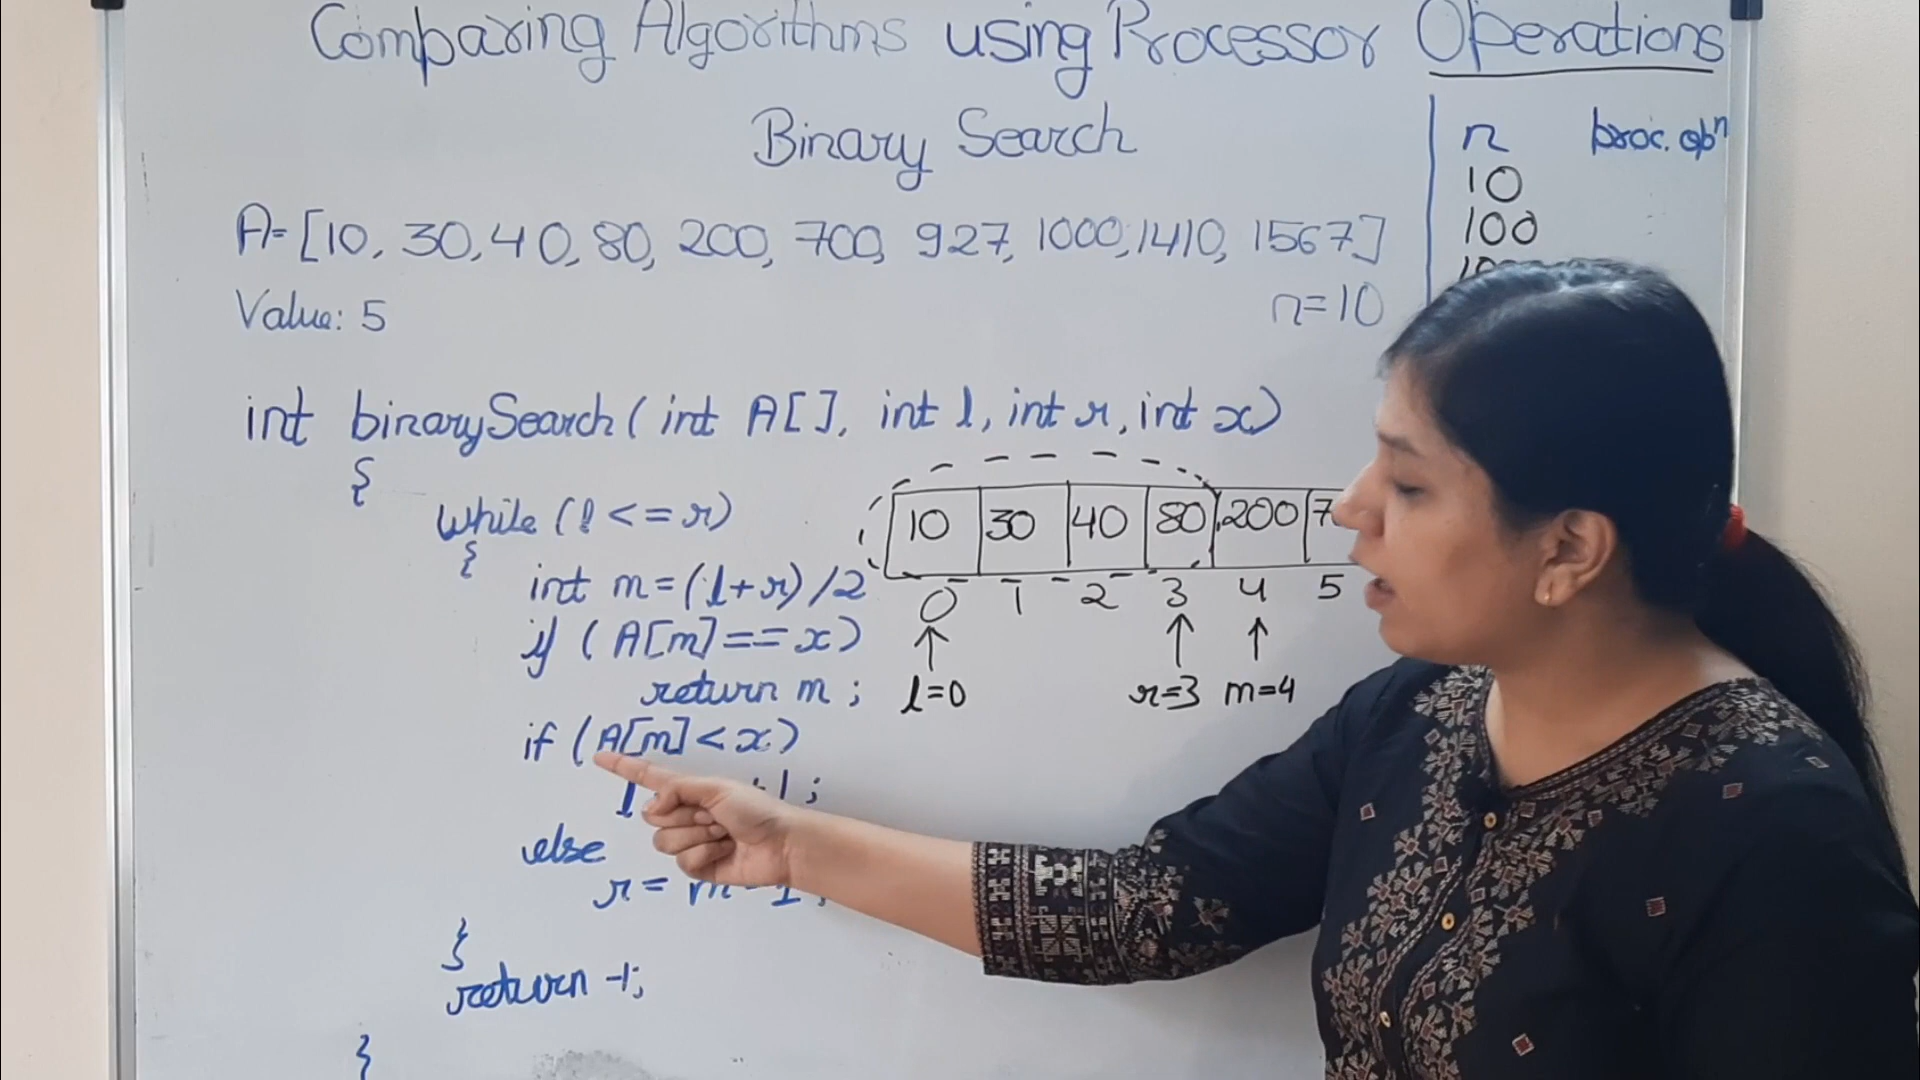 Comparing Algorithms using Processor Operations
Binary Search
A=[10, 30, 40, 80, 200, 700, 927, 1000, 1410, 1567]
Value: 5
n=10
n proc. opn
10
100
int binarySearch( int A[], int l, int r, int x)
{
while (l <= r)
{
int m=(l+r)/2
if ( A[m]==x)
return m ;
if (A[m]<x)
else
r = m-1;
}
return -1;
}
10 30 40 80 200
0 1 2 3 4 5
l=0 r=3 m=4